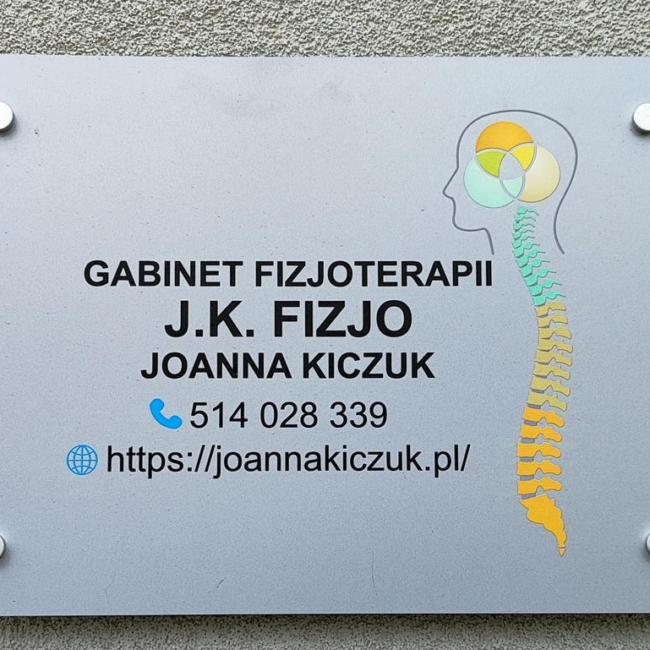 GABINET FIZJOTERAPII
J.K. FIZJO
JOANNA KICZUK
514 028 339
https://joannakiczuk.pl/